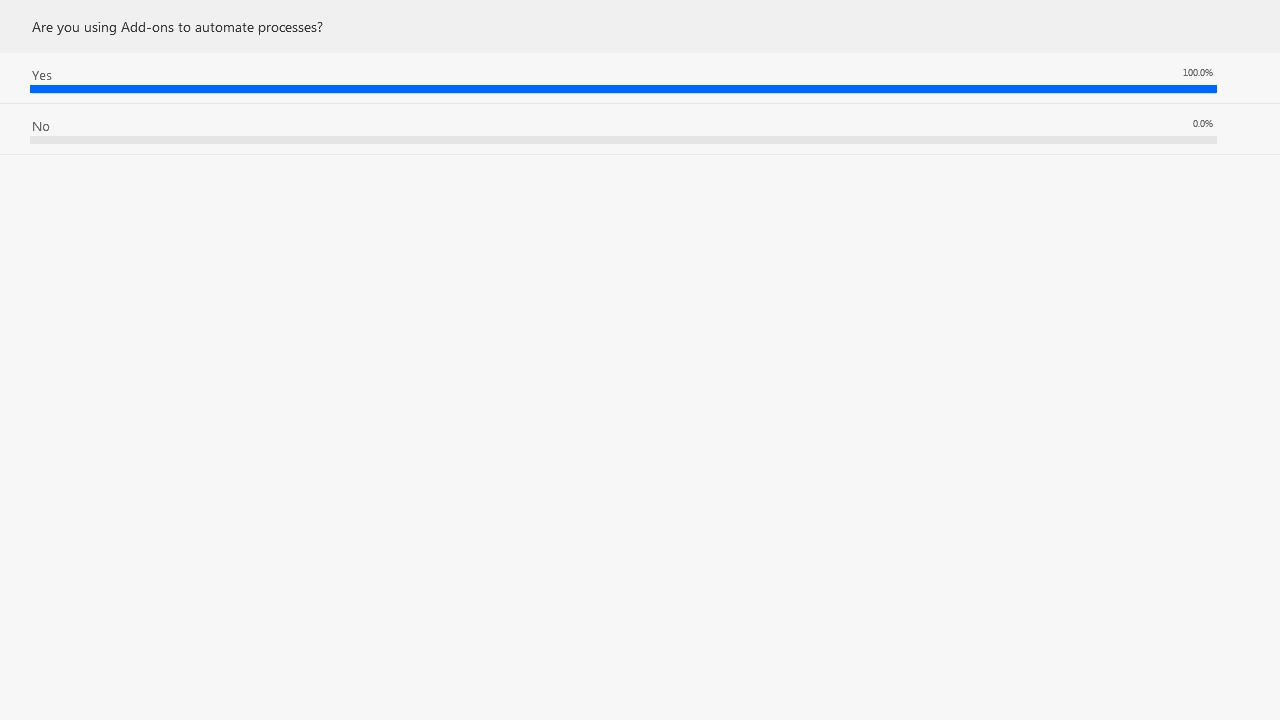 Are you using Add-ons to automate processes?
Yes
100.0%
No
0.0%